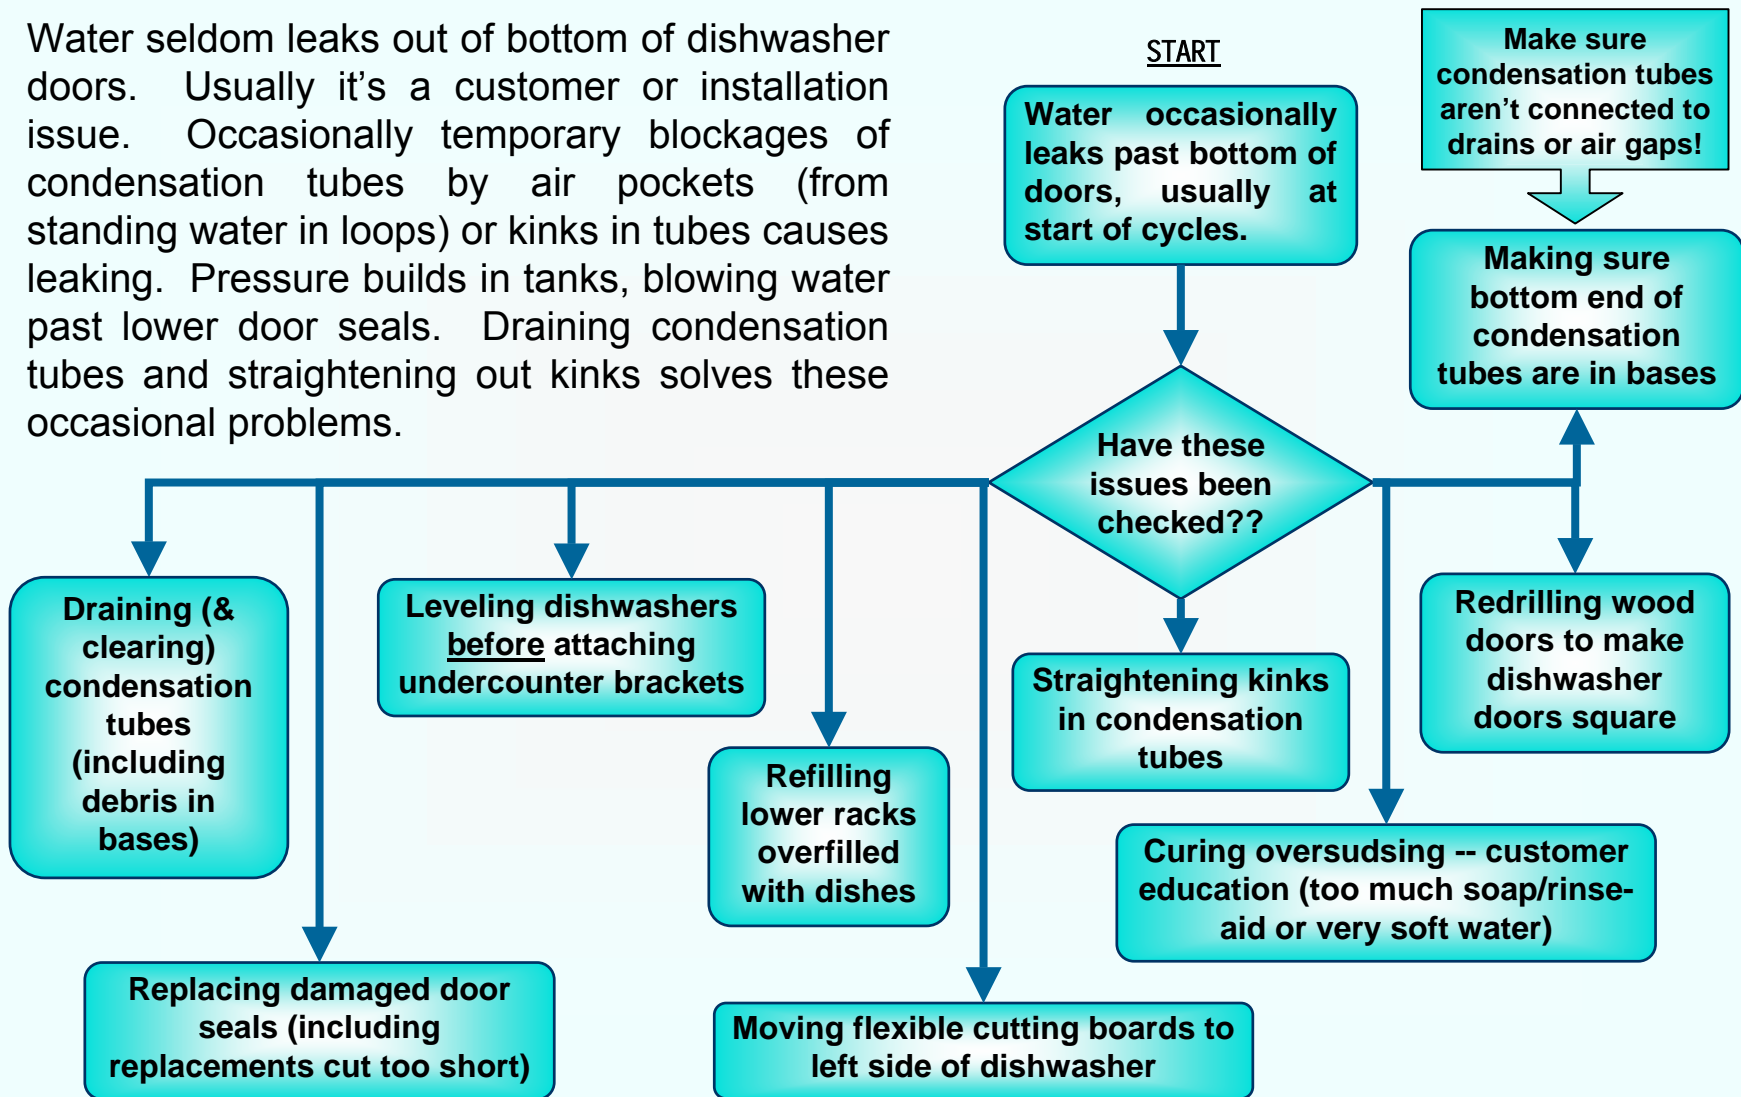 Water seldom leaks out of bottom of dishwasher
doors. Usually it's a customer or installation
issue. Occasionally temporary blockages of
condensation tubes by air pockets (from
standing water in loops) or kinks in tubes causes
leaking. Pressure builds in tanks, blowing water
past lower door seals. Draining condensation
tubes and straightening out kinks solves these
occasional problems.
START
Water occasionally
leaks past bottom of
doors, usually at
start of cycles.
Make sure
condensation tubes
aren't connected to
drains or air gaps!
Making sure
bottom end of
condensation
tubes are in bases
Have these
issues been
checked??
Draining (&
clearing)
condensation
tubes
(including
debris in
bases)
Leveling dishwashers
before attaching
undercounter brackets
Refilling
lower racks
overfilled
with dishes
Straightening kinks
in condensation
tubes
Redrilling wood
doors to make
dishwasher
doors square
Curing oversudsing -- customer
education (too much soap/rinse-
aid or very soft water)
Replacing damaged door
seals (including
replacements cut too short)
Moving flexible cutting boards to
left side of dishwasher